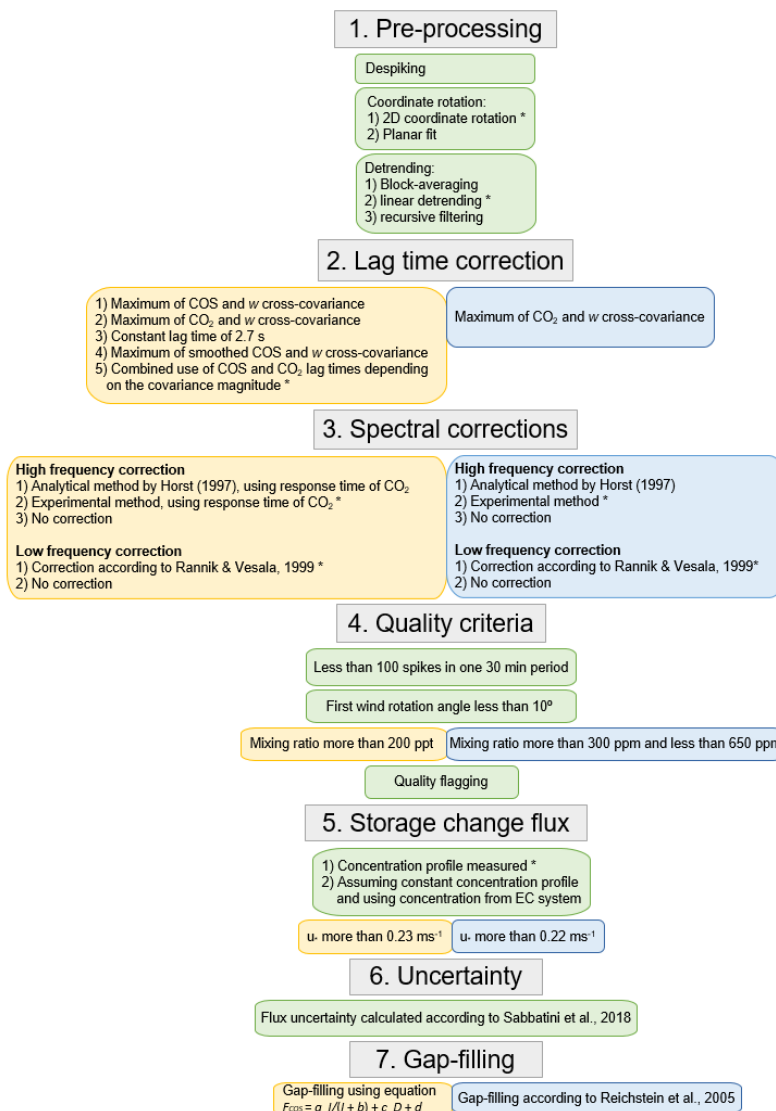 1. Pre-processing
Despiking
Coordinate rotation:
1) 2D coordinate rotation *
2) Planar fit
Detrending:
1) Block-averaging
2) linear detrending *
3) recursive filtering
2. Lag time correction
1) Maximum of COS and w cross-covariance
2) Maximum of CO₂ and w cross-covariance
3) Constant lag time of 2.7 s
4) Maximum of smoothed COS and w cross-covariance
5) Combined use of COS and CO₂ lag times depending
on the covariance magnitude *
Maximum of CO₂ and w cross-covariance
3. Spectral corrections
High frequency correction
1) Analytical method by Horst (1997), using response time of CO₂
2) Experimental method, using response time of CO₂ *
3) No correction
Low frequency correction
1) Correction according to Rannik & Vesala, 1999 *
2) No correction
High frequency correction
1) Analytical method by Horst (1997)
2) Experimental method *
3) No correction
Low frequency correction
1) Correction according to Rannik & Vesala, 1999*
2) No correction
4. Quality criteria
Less than 100 spikes in one 30 min period
First wind rotation angle less than 10º
Mixing ratio more than 200 ppt
Mixing ratio more than 300 ppm and less than 650 ppm
Quality flagging
5. Storage change flux
1) Concentration profile measured *
2) Assuming constant concentration profile
and using concentration from EC system
u* more than 0.23 ms⁻¹
u* more than 0.22 ms⁻¹
6. Uncertainty
Flux uncertainty calculated according to Sabbatini et al., 2018
7. Gap-filling
Gap-filling using equation
F_COS = a I/(I + b) + c D + d
Gap-filling according to Reichstein et al., 2005